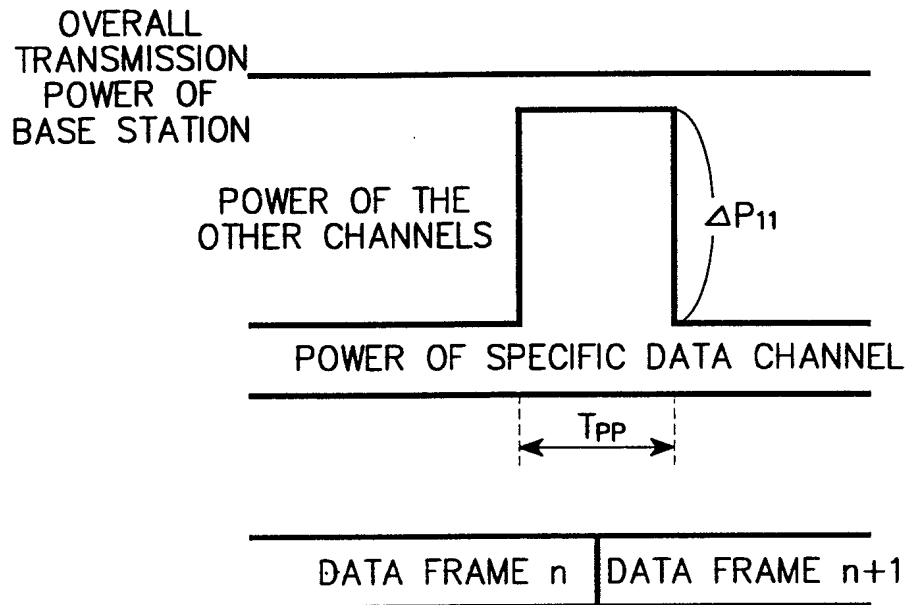 OVERALL
TRANSMISSION
POWER OF
BASE STATION
POWER OF THE
OTHER CHANNELS
ΔP11
POWER OF SPECIFIC DATA CHANNEL
TPP
DATA FRAME n DATA FRAME n+1